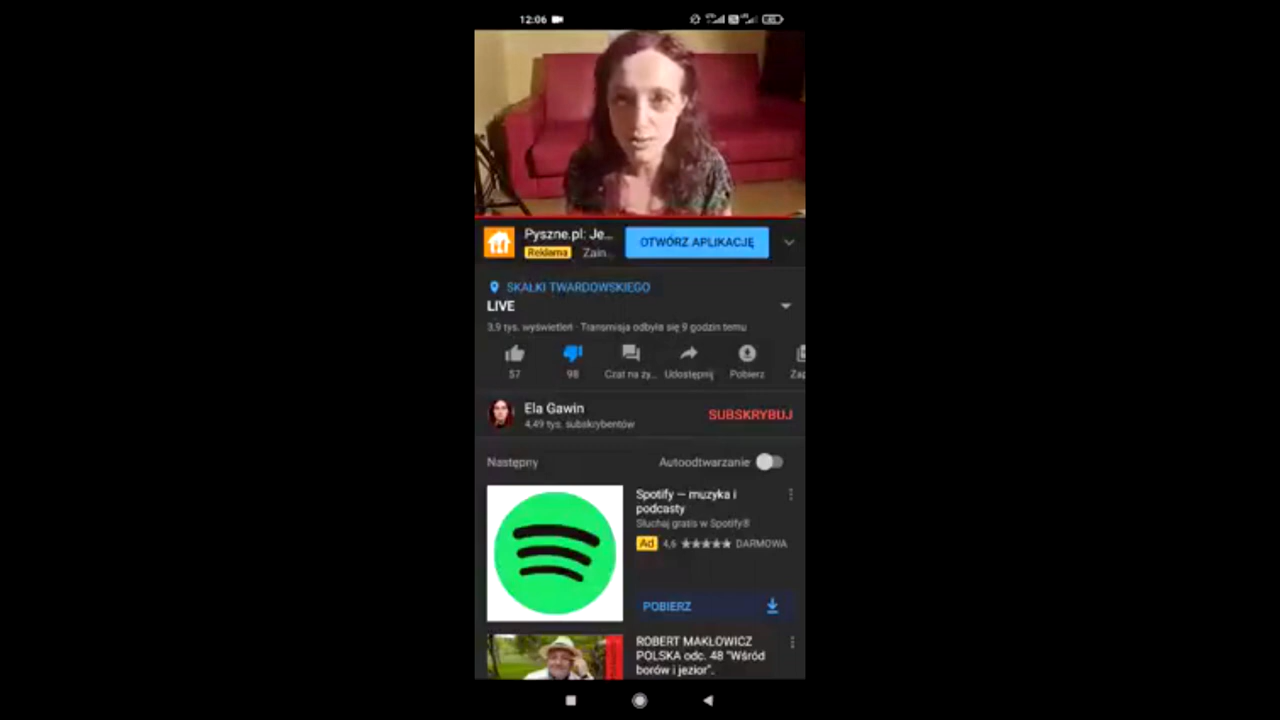 12:06
Pyszne.pl: Je...
Reklama Zain
OTWÓRZ APLIKACJĘ
SKAŁKI TWARDOWSKIEGO
LIVE
3,9 tys. wyświetleń · Transmisja odbyła się 9 godzin temu
57 98 Czat na ży... Udostępnij Pobierz Zap
Ela Gawin
4,49 tys. subskrybentów
SUBSKRYBUJ
Następny Autoodtwarzanie
Spotify — muzyka i
podcasty
Słuchaj gratis w Spotify®
Ad 4,6 ★★★★★ DARMOWA
POBIERZ
ROBERT MAKŁOWICZ
POLSKA odc. 48 "Wśród
borów i jezior".